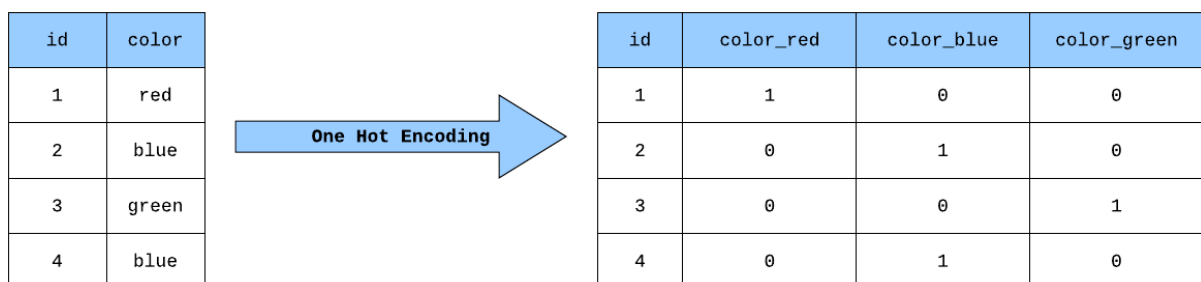 id color
1 red
2 blue
3 green
4 blue
One Hot Encoding
id color_red color_blue color_green
1 1 0 0
2 0 1 0
3 0 0 1
4 0 1 0